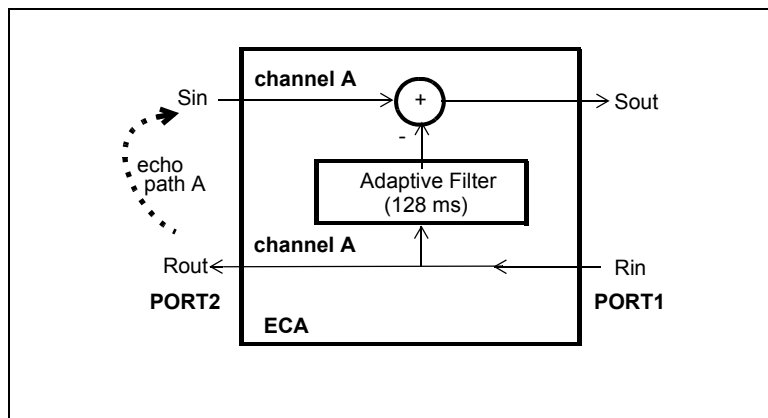 channel A
Sin
+
Sout
-
echo
path A
Adaptive Filter
(128 ms)
channel A
Rout
Rin
PORT2
PORT1
ECA